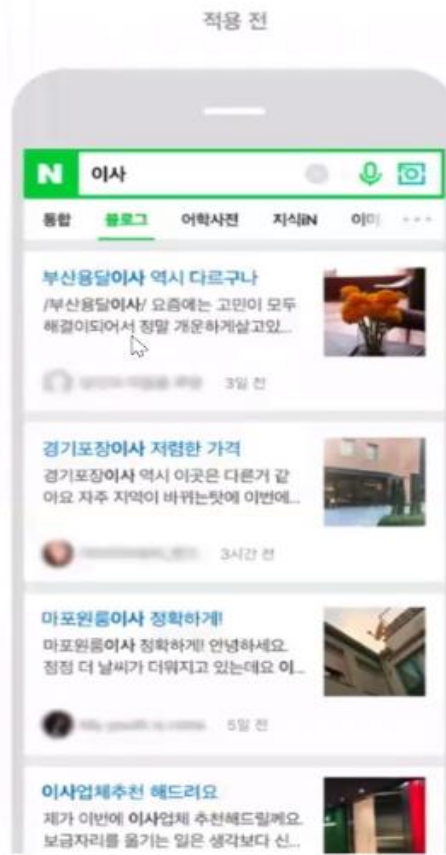 적용 전
N 이사
통합 블로그 어학사전 지식iN 이미
부산용달이사 역시 다르구나
/부산용달이사/ 요즘에는 고민이 모두
해결이되어서 정말 개운하게살고있...
3일 전
경기포장이사 저렴한 가격
경기포장이사 역시 이곳은 다른거 같
아요 자주 지역이 바뀌는탓에 이번에...
3시간 전
마포원룸이사 정확하게!
마포원룸이사 정확하게! 안녕하세요.
점점 더 날씨가 더워지고 있는데요 이...
5일 전
이사업체추천 해드려요
제가 이번에 이사업체 추천해드릴께요.
보금자리를 옮기는 일은 생각보다 신...